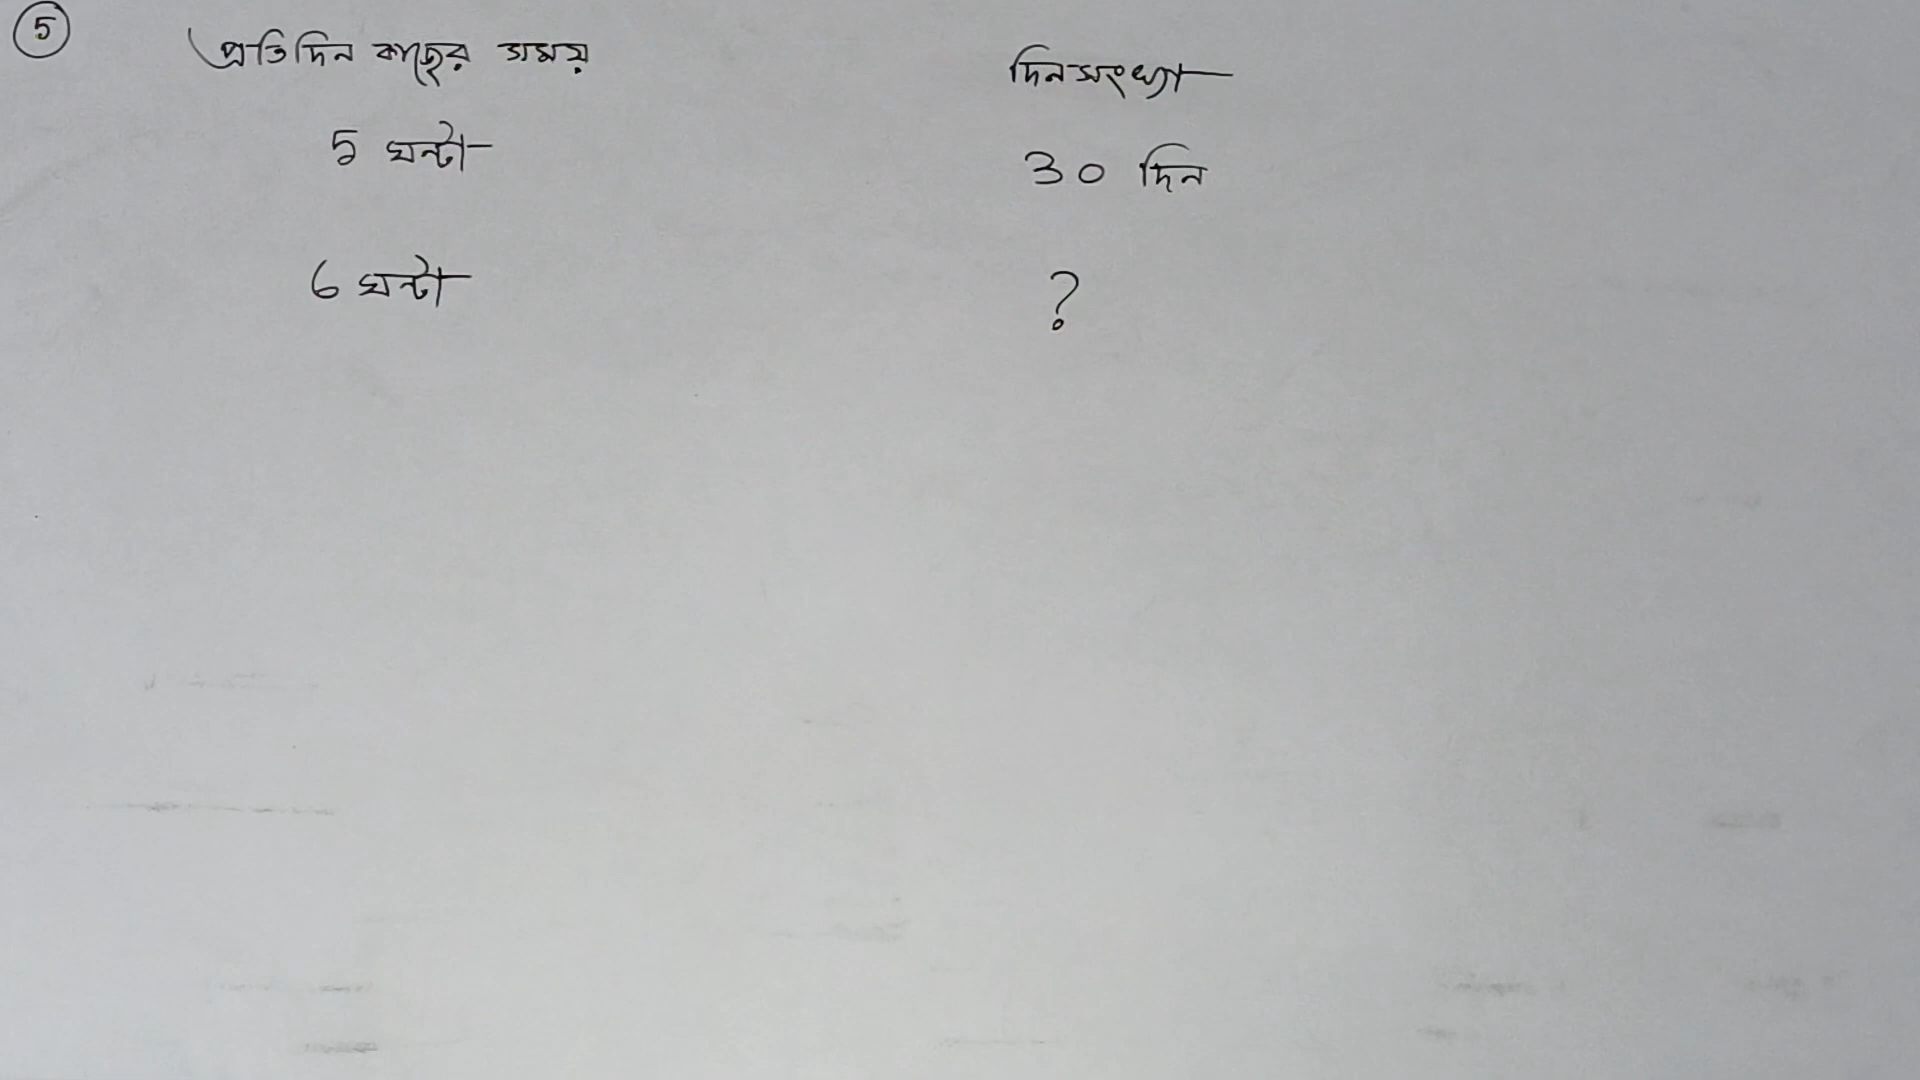 5 প্রতিদিন কাজের সময় দিনসংখ্যা
5 ঘন্টা 30 দিন
6 ঘন্টা ?